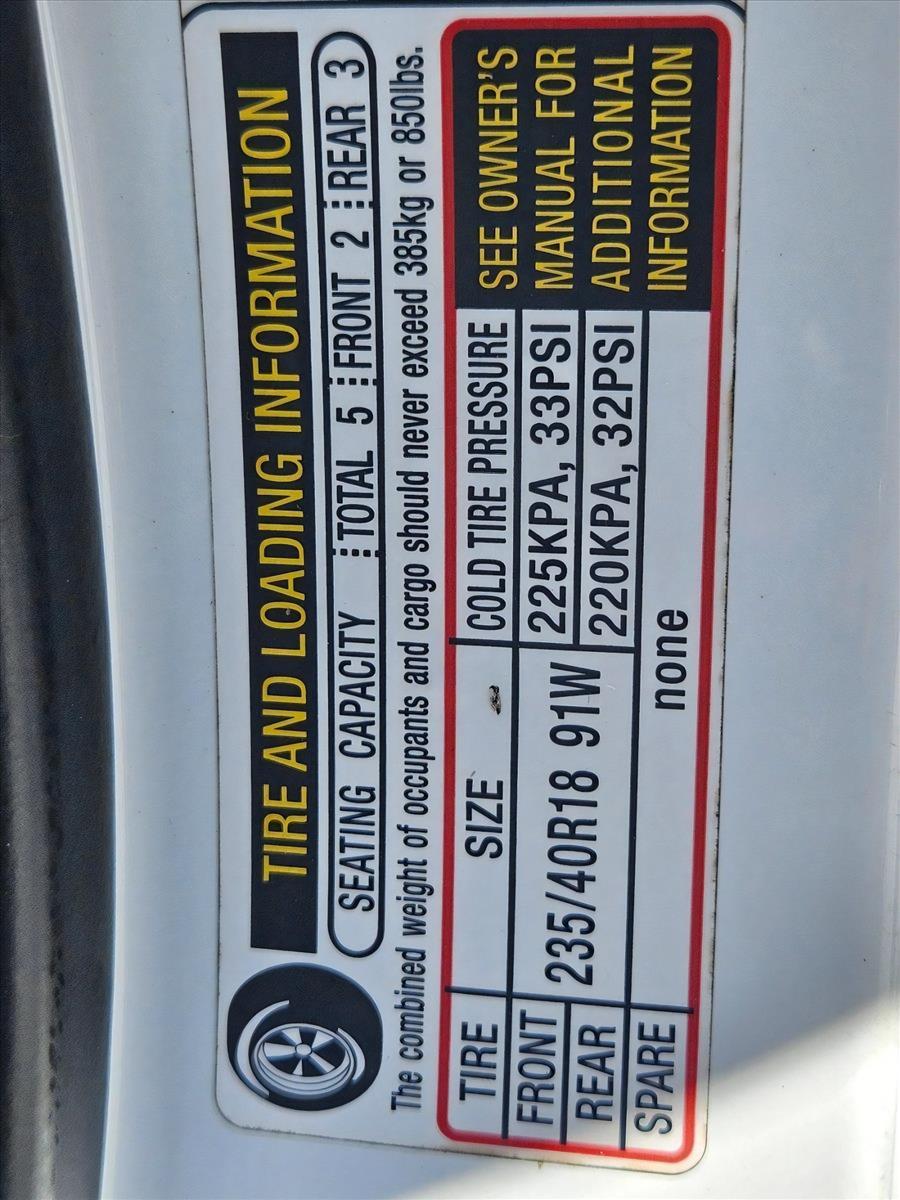 TIRE AND LOADING INFORMATION
SEATING CAPACITY TOTAL 5 FRONT 2 REAR 3
The combined weight of occupants and cargo should never exceed 385kg or 850lbs.
TIRE SIZE COLD TIRE PRESSURE
FRONT 235/40R18 91W 225KPA, 33PSI
REAR 220KPA, 32PSI
SPARE none
SEE OWNER'S
MANUAL FOR
ADDITIONAL
INFORMATION